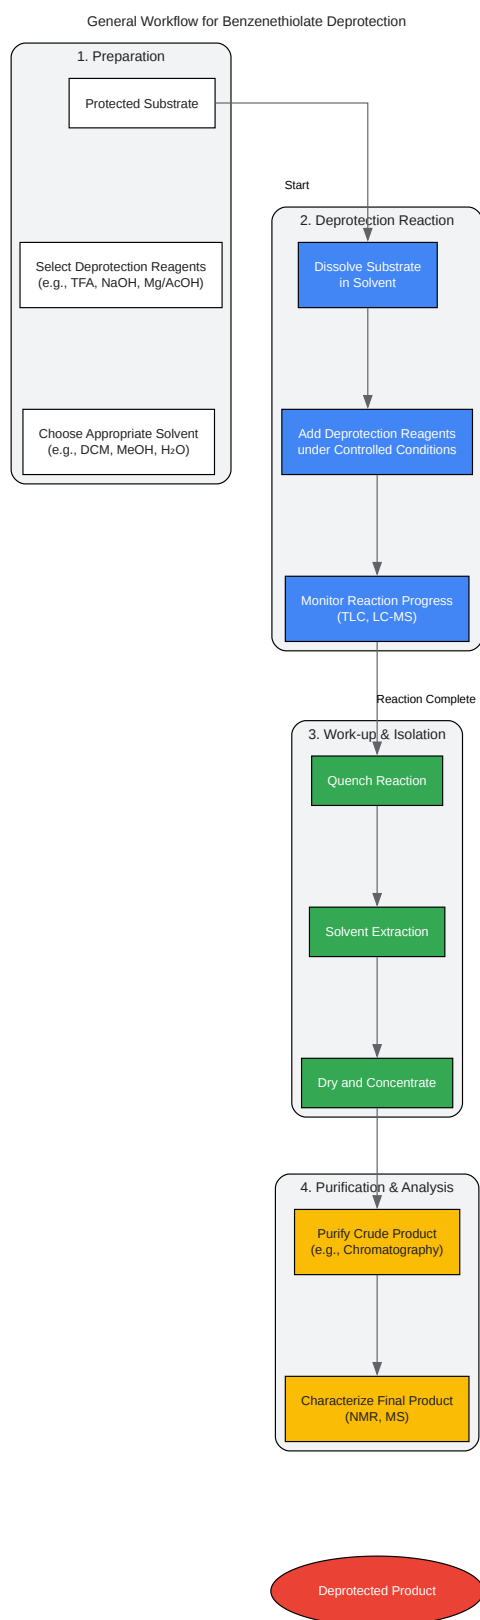 General Workflow for Benzenethiolate Deprotection
1. Preparation
Protected Substrate
Select Deprotection Reagents
(e.g., TFA, NaOH, Mg/AcOH)
Choose Appropriate Solvent
(e.g., DCM, MeOH, H₂O)
Start
2. Deprotection Reaction
Dissolve Substrate
in Solvent
Add Deprotection Reagents
under Controlled Conditions
Monitor Reaction Progress
(TLC, LC-MS)
Reaction Complete
3. Work-up & Isolation
Quench Reaction
Solvent Extraction
Dry and Concentrate
4. Purification & Analysis
Purify Crude Product
(e.g., Chromatography)
Characterize Final Product
(NMR, MS)
Deprotected Product